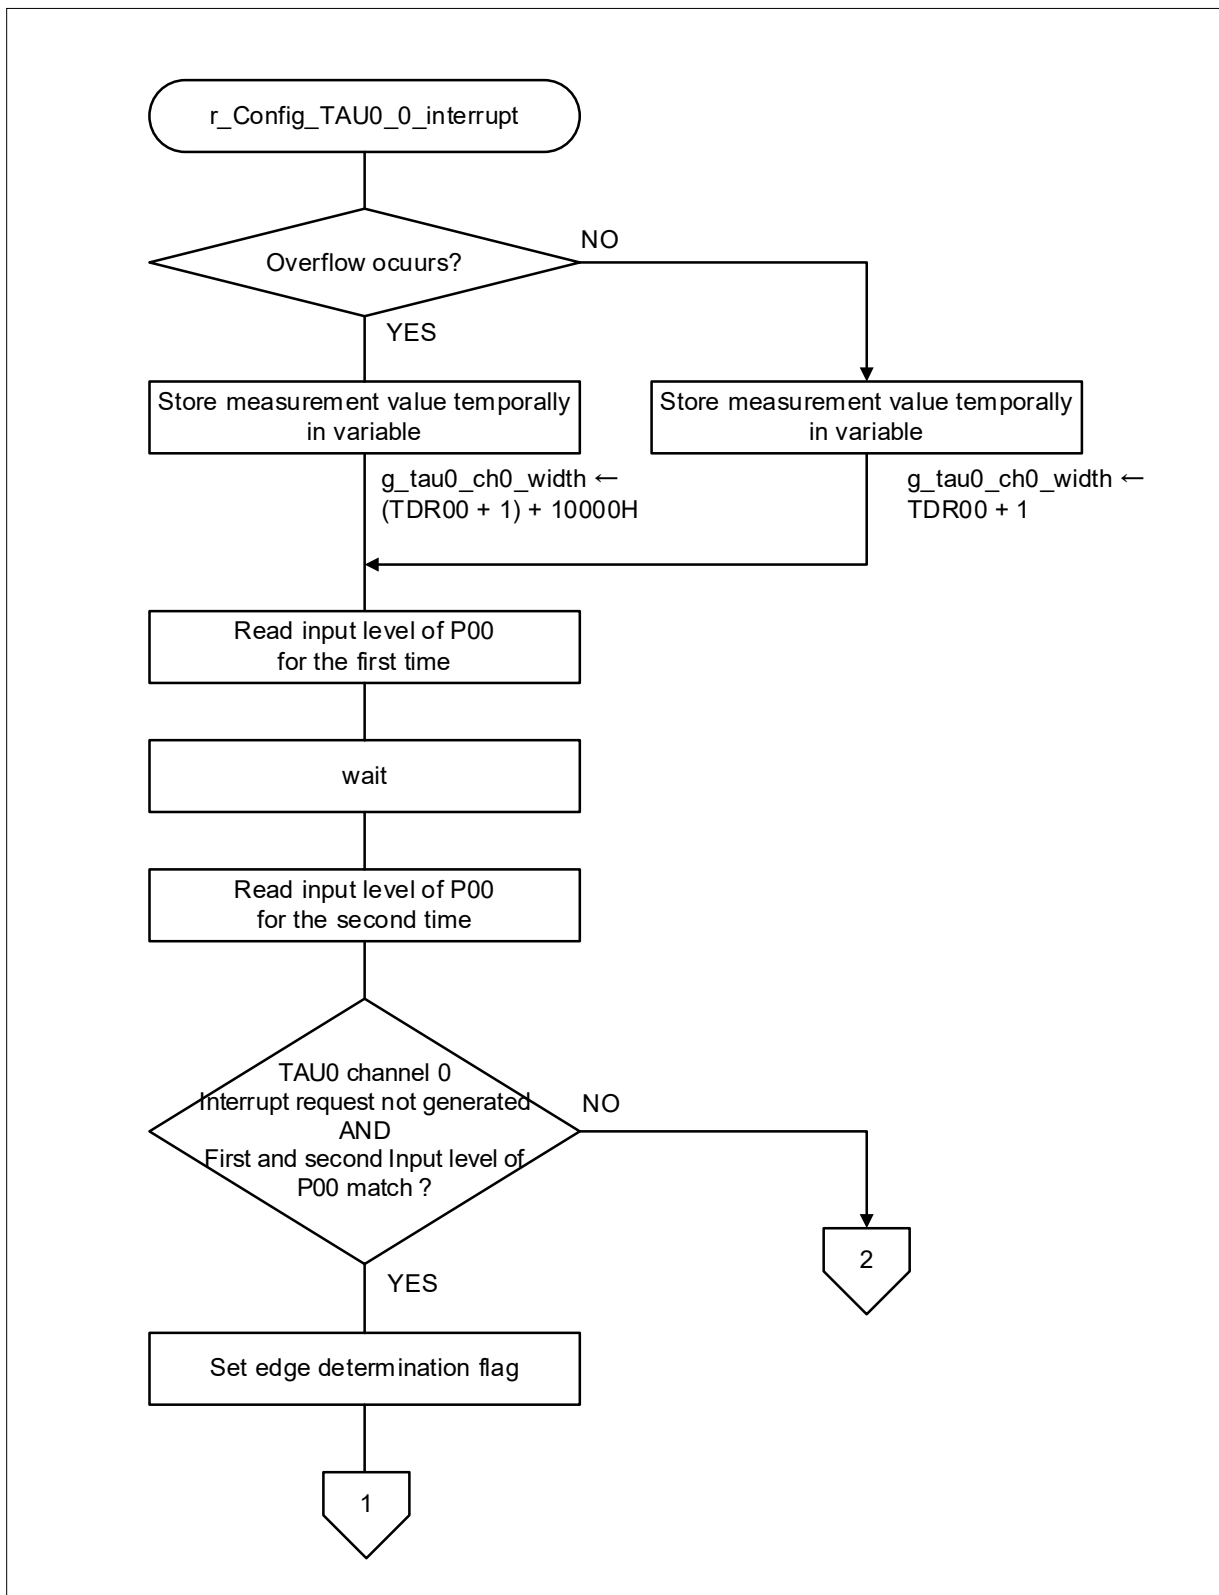 r_Config_TAU0_0_interrupt
Overflow ocuurs?
NO
YES
Store measurement value temporally
in variable
Store measurement value temporally
in variable
g_tau0_ch0_width ←
(TDR00 + 1) + 10000H
g_tau0_ch0_width ←
TDR00 + 1
Read input level of P00
for the first time
wait
Read input level of P00
for the second time
TAU0 channel 0
Interrupt request not generated
AND
First and second Input level of
P00 match ?
NO
2
YES
Set edge determination flag
1